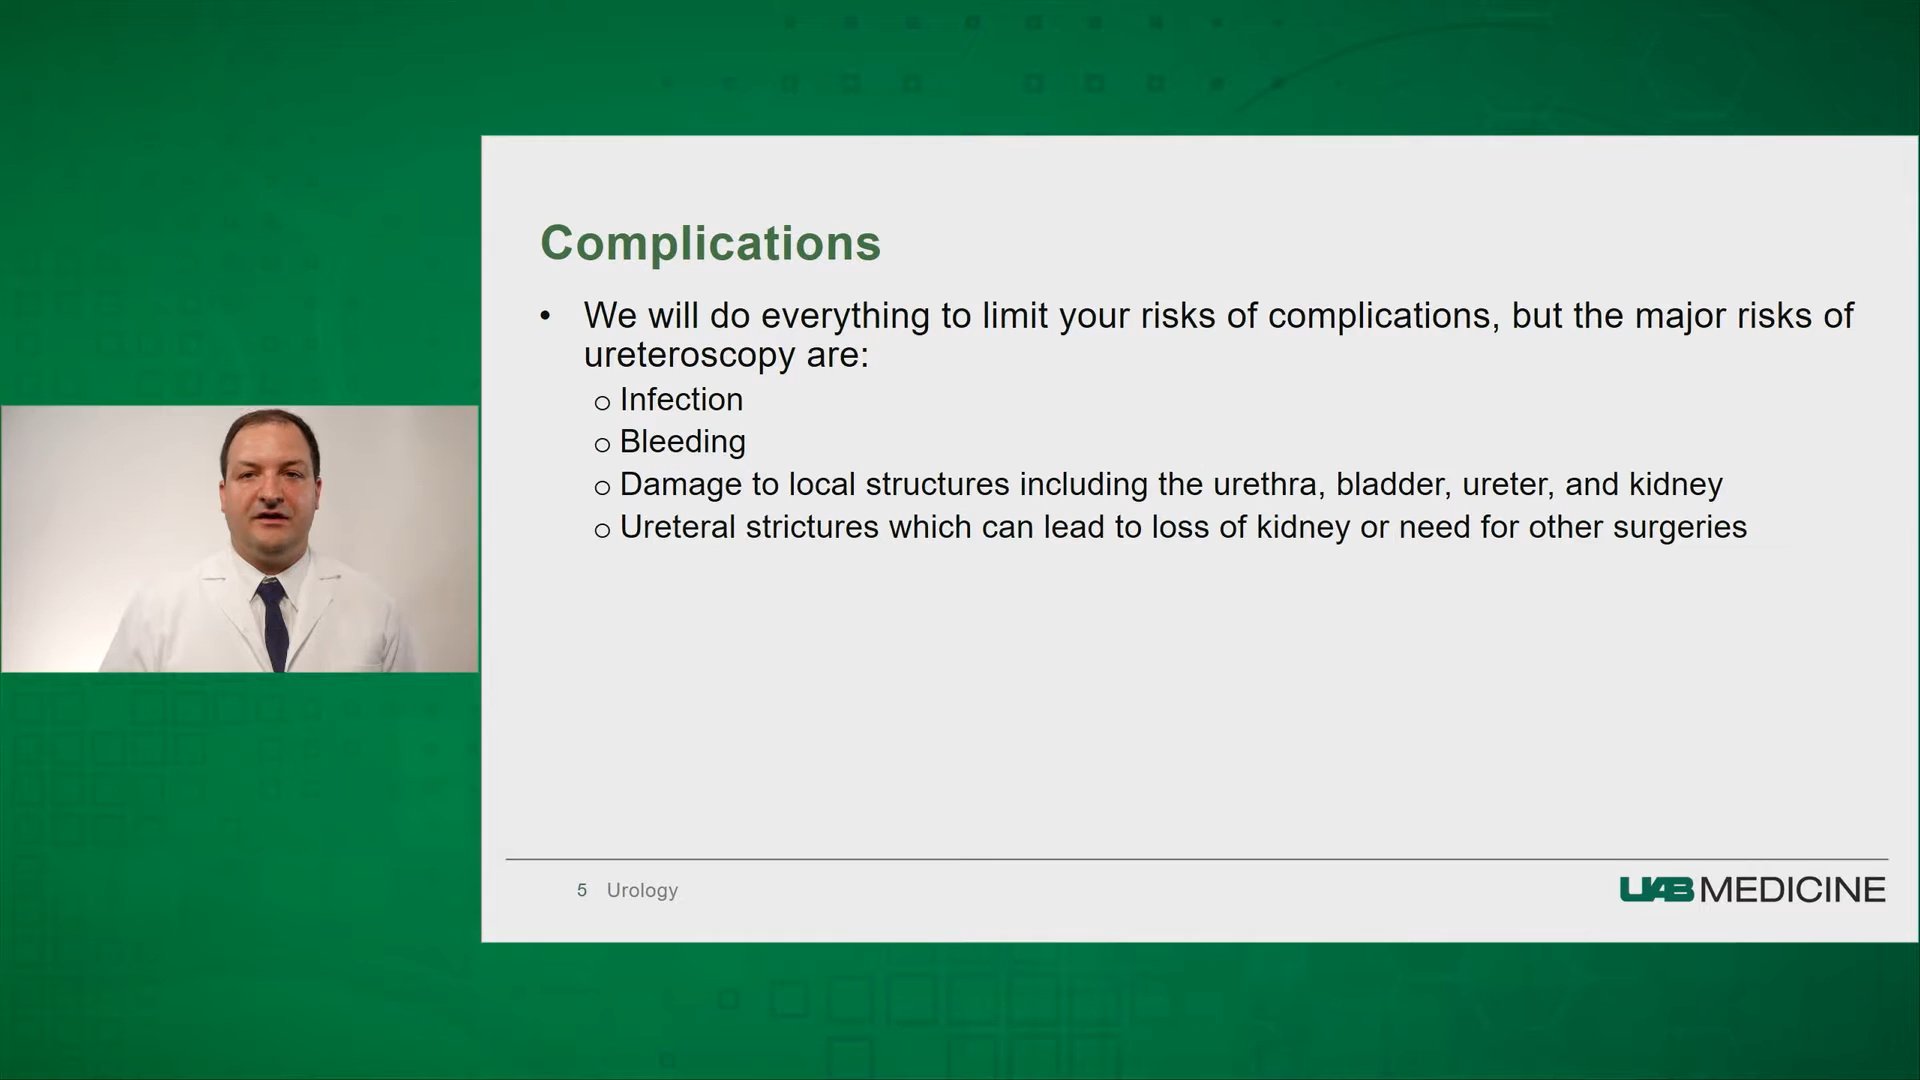 Complications
• We will do everything to limit your risks of complications, but the major risks of
ureteroscopy are:
o Infection
o Bleeding
o Damage to local structures including the urethra, bladder, ureter, and kidney
o Ureteral strictures which can lead to loss of kidney or need for other surgeries
5 Urology
UAB MEDICINE